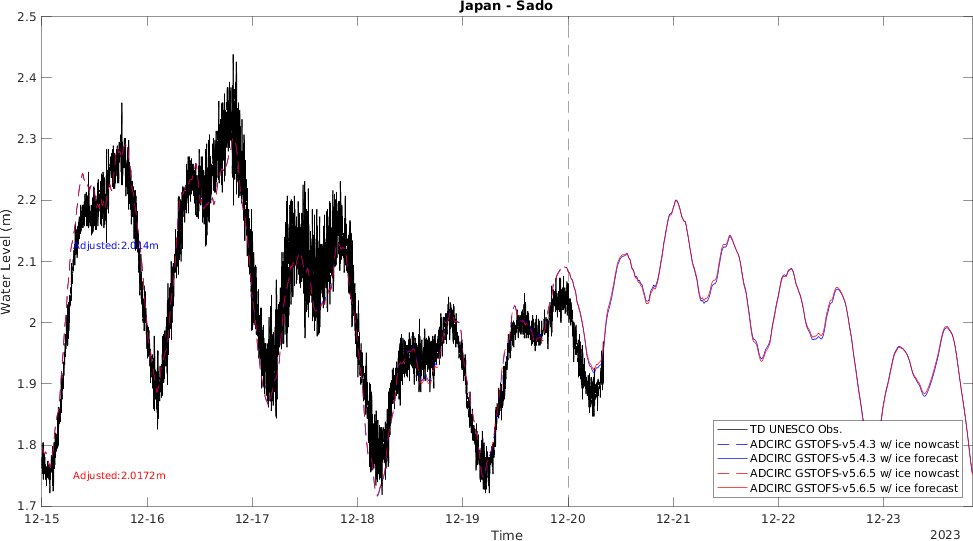 Japan - Sado
2.5
2.4
2.3
2.2
2.1
2
1.9
1.8
1.7
Water Level (m)
Adjusted:2.014m
Adjusted:2.0172m
TD UNESCO Obs.
ADCIRC GSTOFS-v5.4.3 w/ ice nowcast
ADCIRC GSTOFS-v5.4.3 w/ ice forecast
ADCIRC GSTOFS-v5.6.5 w/ ice nowcast
ADCIRC GSTOFS-v5.6.5 w/ ice forecast
12-15 12-16 12-17 12-18 12-19 12-20 12-21 12-22 12-23
Time
2023